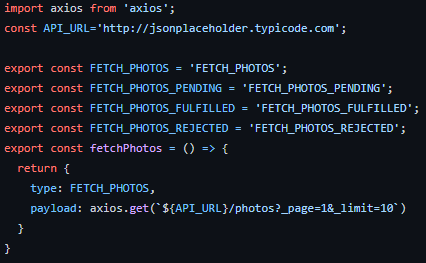 import axios from 'axios';
const API_URL='http://jsonplaceholder.typicode.com';

export const FETCH_PHOTOS = 'FETCH_PHOTOS';
export const FETCH_PHOTOS_PENDING = 'FETCH_PHOTOS_PENDING';
export const FETCH_PHOTOS_FULFILLED = 'FETCH_PHOTOS_FULFILLED';
export const FETCH_PHOTOS_REJECTED = 'FETCH_PHOTOS_REJECTED';
export const fetchPhotos = () => {
  return {
    type: FETCH_PHOTOS,
    payload: axios.get(`${API_URL}/photos?_page=1&_limit=10`)
  }
}